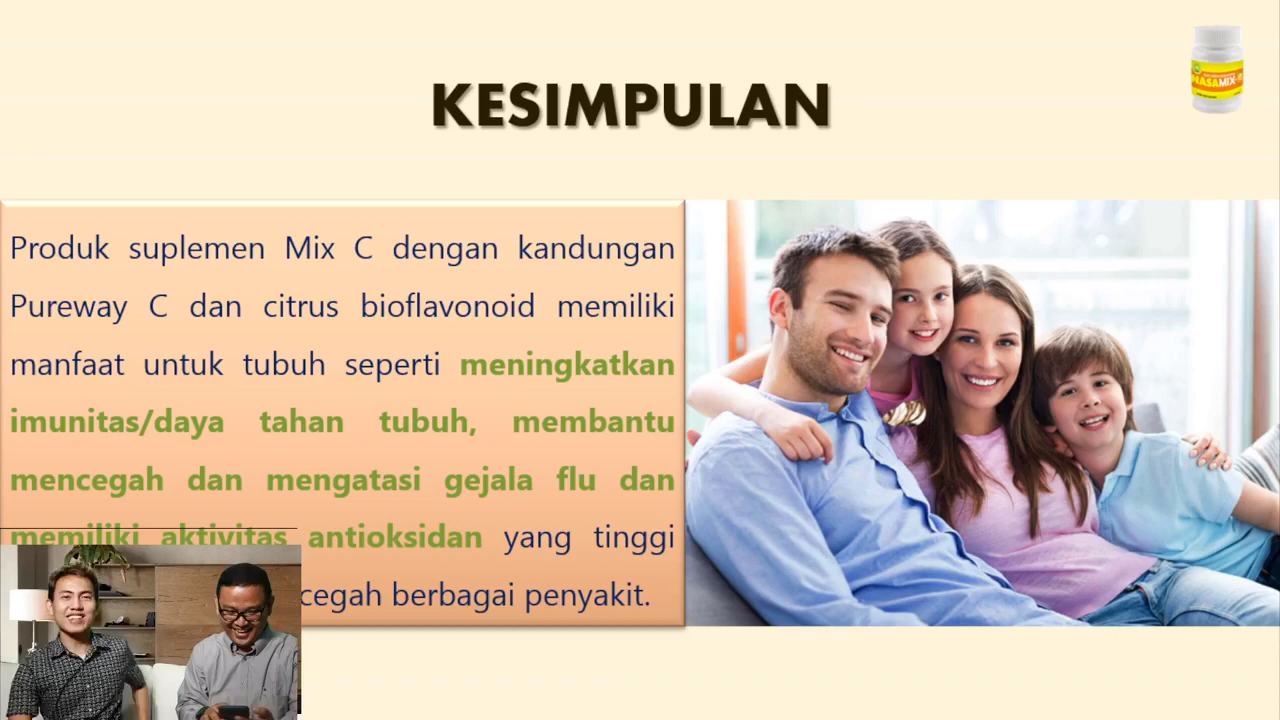 KESIMPULAN
NASAMIX-C
Produk suplemen Mix C dengan kandungan
Pureway C dan citrus bioflavonoid memiliki
manfaat untuk tubuh seperti meningkatkan
imunitas/daya tahan tubuh, membantu
mencegah dan mengatasi gejala flu dan
memiliki aktivitas antioksidan yang tinggi
cegah berbagai penyakit.